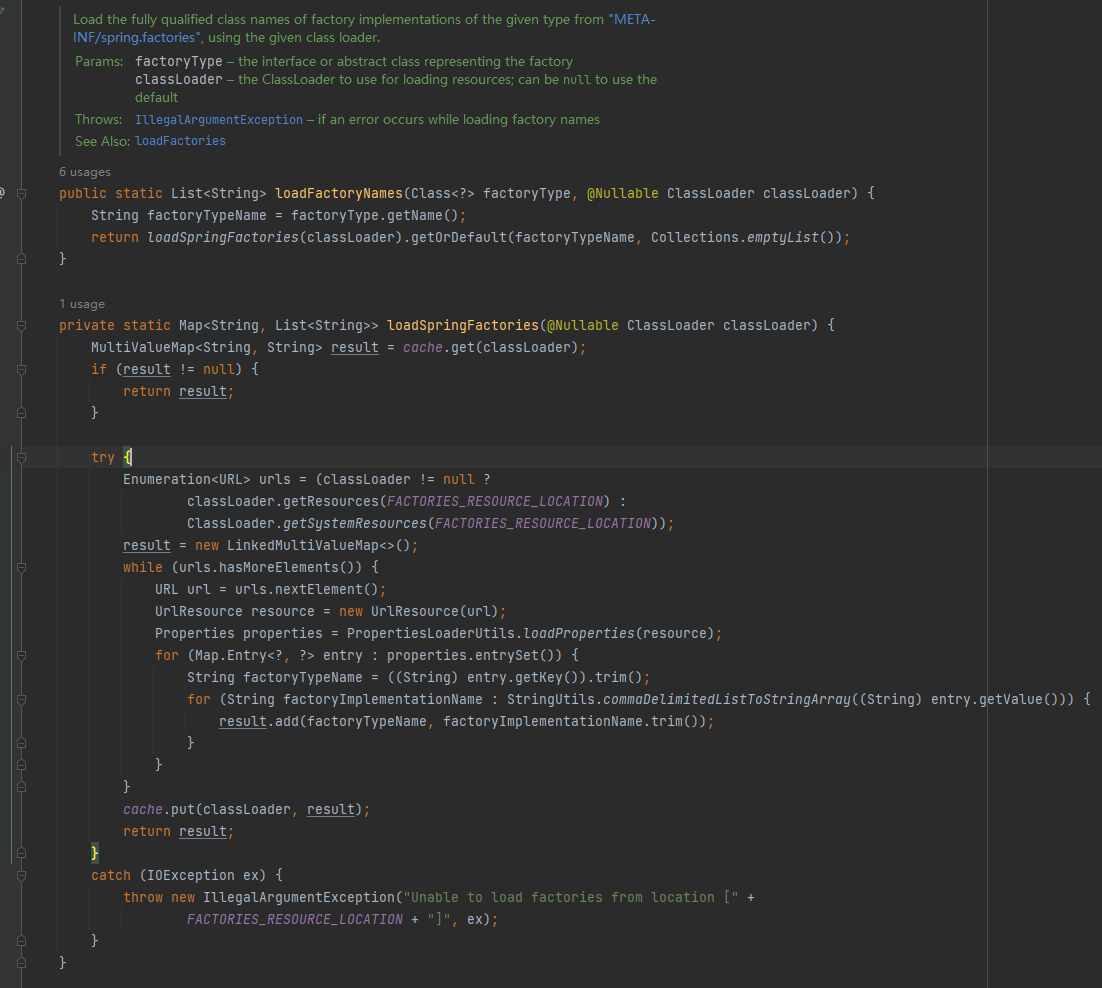 Load the fully qualified class names of factory implementations of the given type from "META-
INF/spring.factories", using the given class loader.
Params: factoryType – the interface or abstract class representing the factory
classLoader – the ClassLoader to use for loading resources; can be null to use the
default
Throws: IllegalArgumentException – if an error occurs while loading factory names
See Also: loadFactories
6 usages
public static List<String> loadFactoryNames(Class<?> factoryType, @Nullable ClassLoader classLoader) {
    String factoryTypeName = factoryType.getName();
    return loadSpringFactories(classLoader).getOrDefault(factoryTypeName, Collections.emptyList());
}
1 usage
private static Map<String, List<String>> loadSpringFactories(@Nullable ClassLoader classLoader) {
    MultiValueMap<String, String> result = cache.get(classLoader);
    if (result != null) {
        return result;
    }
    try {
        Enumeration<URL> urls = (classLoader != null ?
                classLoader.getResources(FACTORIES_RESOURCE_LOCATION) :
                ClassLoader.getSystemResources(FACTORIES_RESOURCE_LOCATION));
        result = new LinkedMultiValueMap<>();
        while (urls.hasMoreElements()) {
            URL url = urls.nextElement();
            UrlResource resource = new UrlResource(url);
            Properties properties = PropertiesLoaderUtils.loadProperties(resource);
            for (Map.Entry<?, ?> entry : properties.entrySet()) {
                String factoryTypeName = ((String) entry.getKey()).trim();
                for (String factoryImplementationName : StringUtils.commaDelimitedListToStringArray((String) entry.getValue())) {
                    result.add(factoryTypeName, factoryImplementationName.trim());
                }
            }
        }
        cache.put(classLoader, result);
        return result;
    }
    catch (IOException ex) {
        throw new IllegalArgumentException("Unable to load factories from location [" +
                FACTORIES_RESOURCE_LOCATION + "]", ex);
    }
}